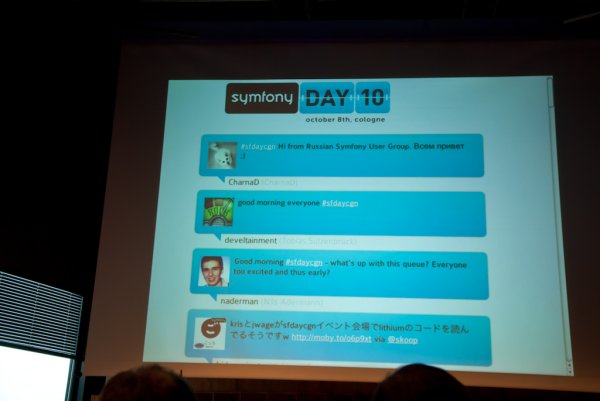 symfony DAY 10
october 8th, cologne
#sfdaycgn Hi from Russian Symfony User Group. Всем привет
:)
CharnaD (CharnaD)
good morning everyone #sfdaycgn
develtainment
Good morning #sfdaycgn - what's up with this queue? Everyone
too excited and thus early?
naderman (Nils Adermann)
krisとjwageがsfdaycgnイベント会場でlithiumのコードを読ん
でるそうですw http://moby.to/o6p9xt via @skoop